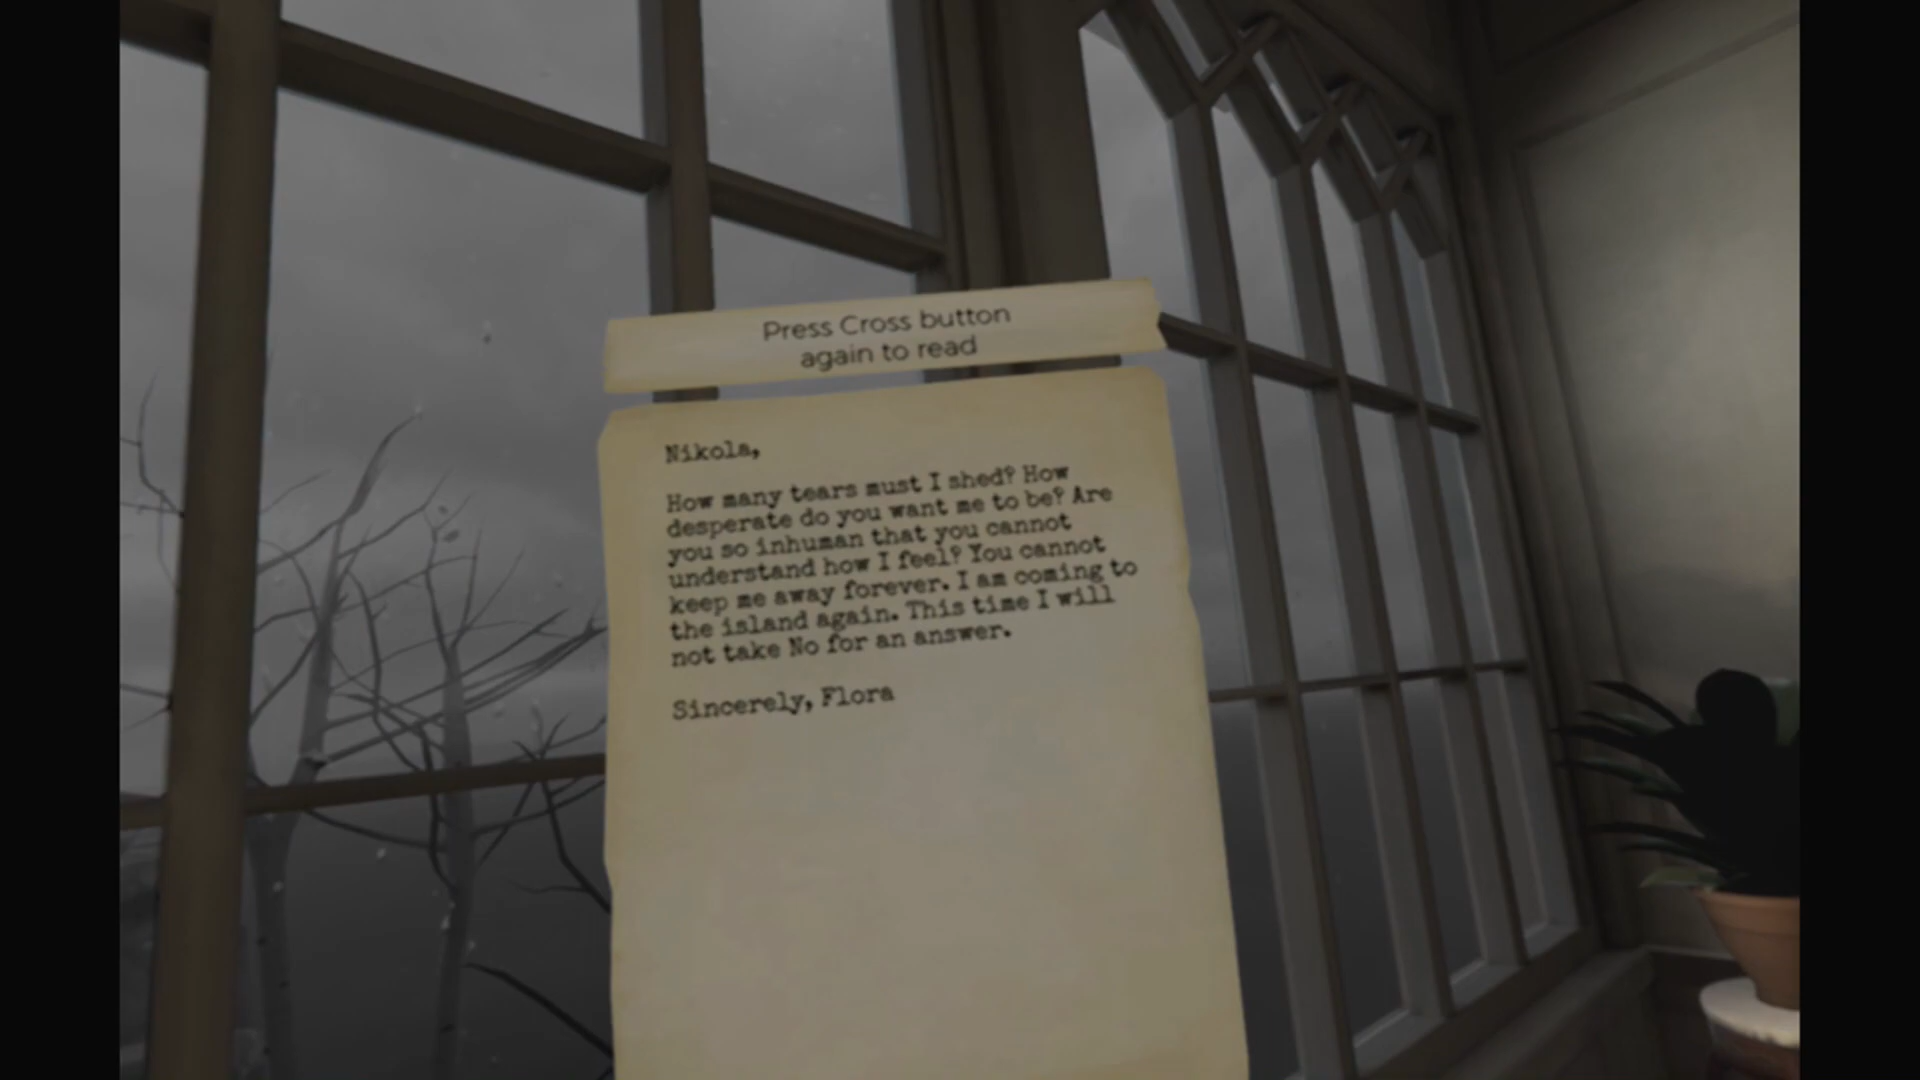 Press Cross button
again to read
Nikola,
How many tears must I shed? How
desperate do you want me to be? Are
you so inhuman that you cannot
understand how I feel? You cannot
keep me away forever. I am coming to
the island again. This time I will
not take No for an answer.
Sincerely, Flora